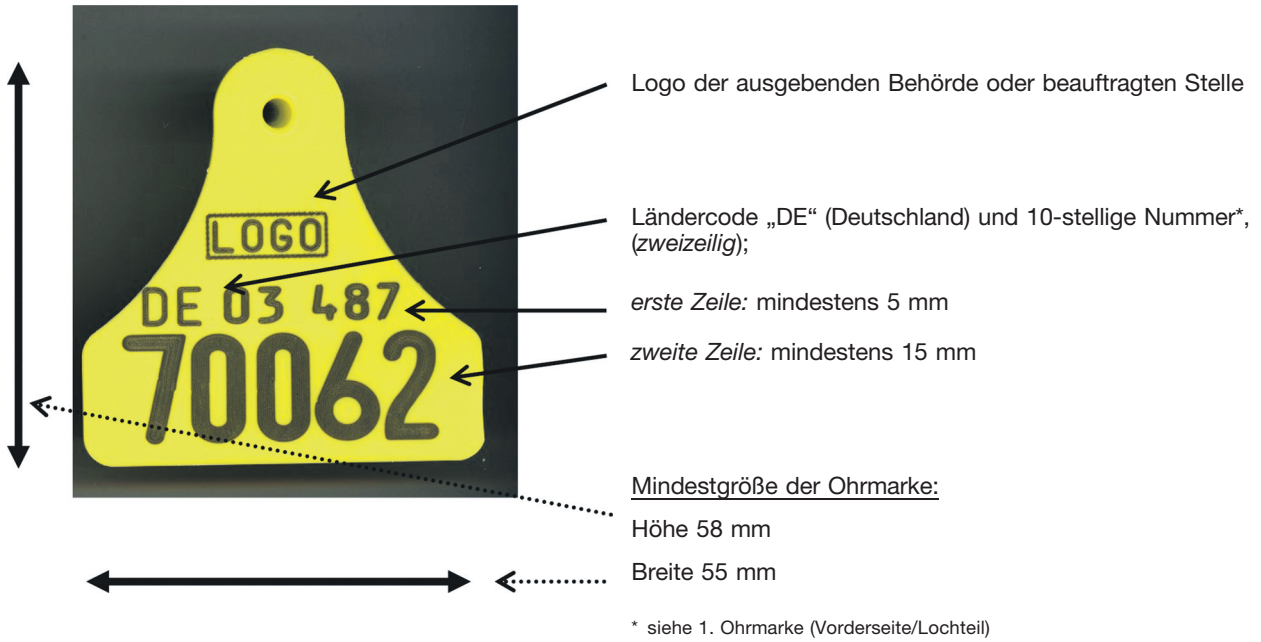 Logo der ausgebenden Behörde oder beauftragten Stelle
Ländercode „DE“ (Deutschland) und 10-stellige Nummer*,
(zweizeilig);
LOGO
DE 03 487
erste Zeile: mindestens 5 mm
70062
zweite Zeile: mindestens 15 mm
Mindestgröße der Ohrmarke:
Höhe 58 mm
Breite 55 mm
* siehe 1. Ohrmarke (Vorderseite/Lochteil)